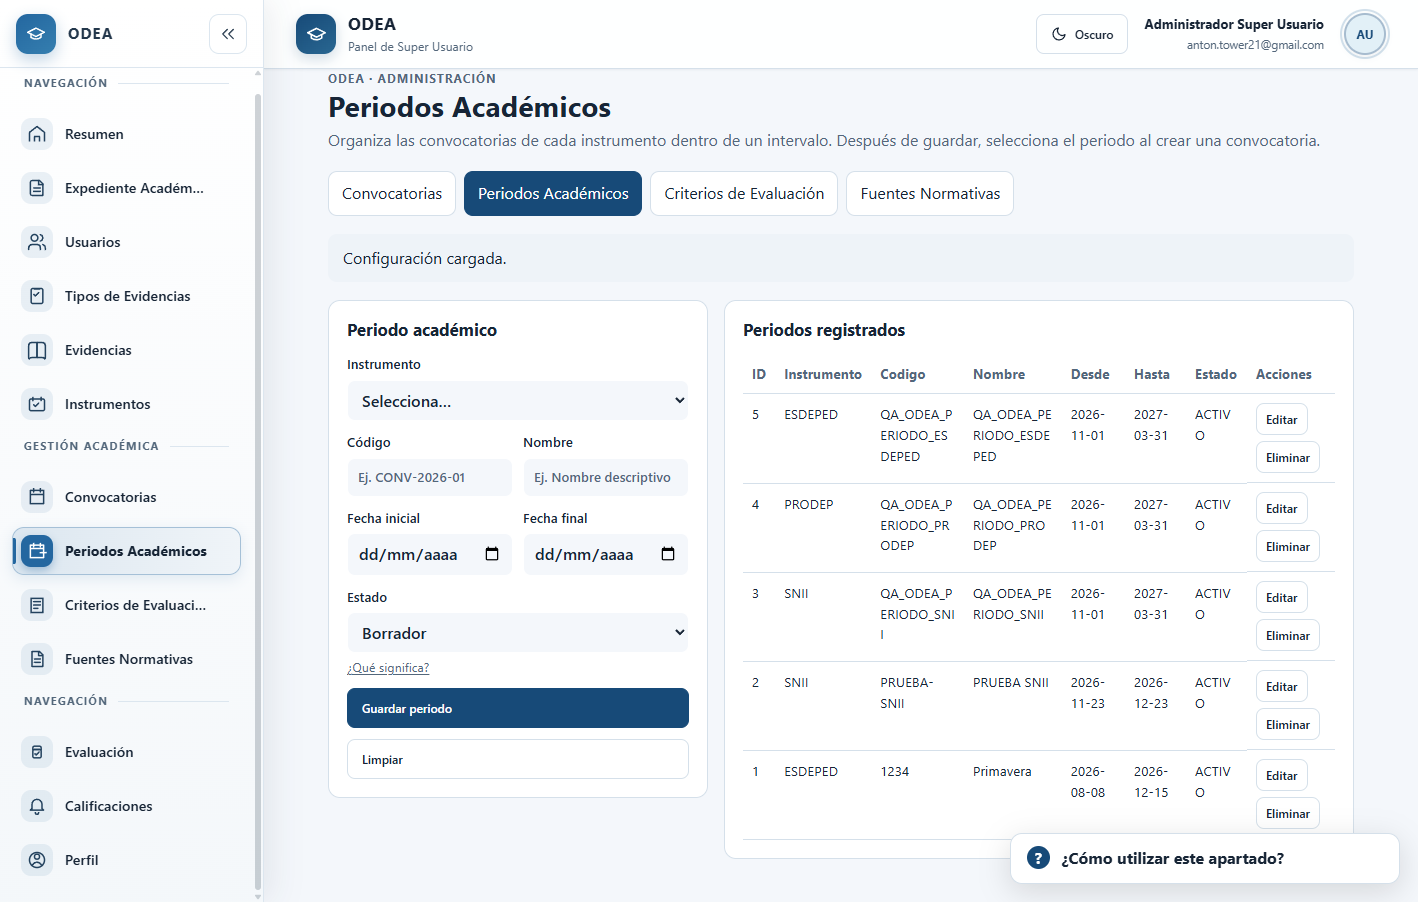 ODEA
NAVEGACIÓN
Resumen
Expediente Académ...
Usuarios
Tipos de Evidencias
Evidencias
Instrumentos
GESTIÓN ACADÉMICA
Convocatorias
Periodos Académicos
Criterios de Evaluaci...
Fuentes Normativas
NAVEGACIÓN
Evaluación
Calificaciones
Perfil
ODEA
Panel de Super Usuario
Oscuro
Administrador Super Usuario
anton.tower21@gmail.com
AU
ODEA · ADMINISTRACIÓN
Periodos Académicos
Organiza las convocatorias de cada instrumento dentro de un intervalo. Después de guardar, selecciona el periodo al crear una convocatoria.
Convocatorias
Periodos Académicos
Criterios de Evaluación
Fuentes Normativas
Configuración cargada.
Periodo académico
Instrumento
Selecciona...
Código Nombre
Ej. CONV-2026-01 Ej. Nombre descriptivo
Fecha inicial Fecha final
dd/mm/aaaa dd/mm/aaaa
Estado
Borrador
¿Qué significa?
Guardar periodo
Limpiar
Periodos registrados
ID Instrumento Codigo Nombre Desde Hasta Estado Acciones
5 ESDEPED QA_ODEA_P QA_ODEA_PE 2026- 2027- ACTIV Editar
ERIODO_ES RIODO_ESDE 11-01 03-31 O
DEPED PED Eliminar
4 PRODEP QA_ODEA_P QA_ODEA_PE 2026- 2027- ACTIV Editar
ERIODO_PR RIODO_PRO 11-01 03-31 O
ODEP DEP Eliminar
3 SNII QA_ODEA_P QA_ODEA_PE 2026- 2027- ACTIV Editar
ERIODO_SNI RIODO_SNII 11-01 03-31 O
I Eliminar
2 SNII PRUEBA- PRUEBA SNII 2026- 2026- ACTIV Editar
SNII 11-23 12-23 O
Eliminar
1 ESDEPED 1234 Primavera 2026- 2026- ACTIV Editar
08-08 12-15 O
Eliminar
? ¿Cómo utilizar este apartado?